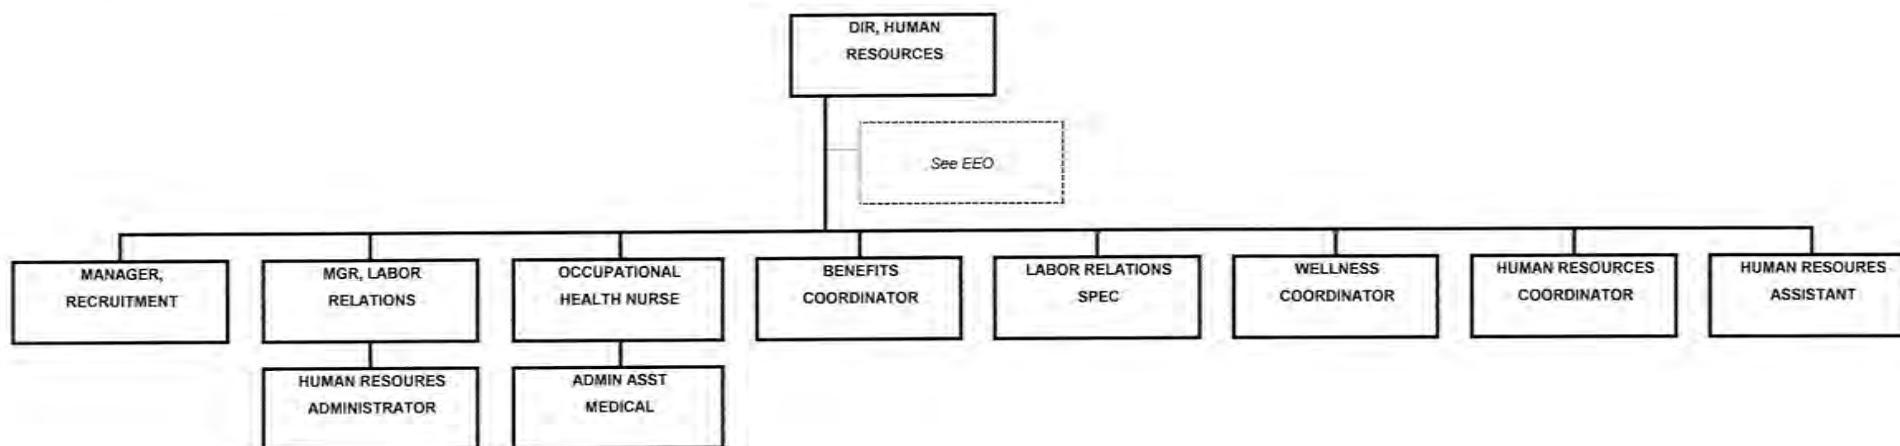 DIR, HUMAN
RESOURCES
See EEO
MANAGER,
RECRUITMENT
MGR, LABOR
RELATIONS
OCCUPATIONAL
HEALTH NURSE
BENEFITS
COORDINATOR
LABOR RELATIONS
SPEC
WELLNESS
COORDINATOR
HUMAN RESOURCES
COORDINATOR
HUMAN RESOURES
ASSISTANT
HUMAN RESOURES
ADMINISTRATOR
ADMIN ASST
MEDICAL